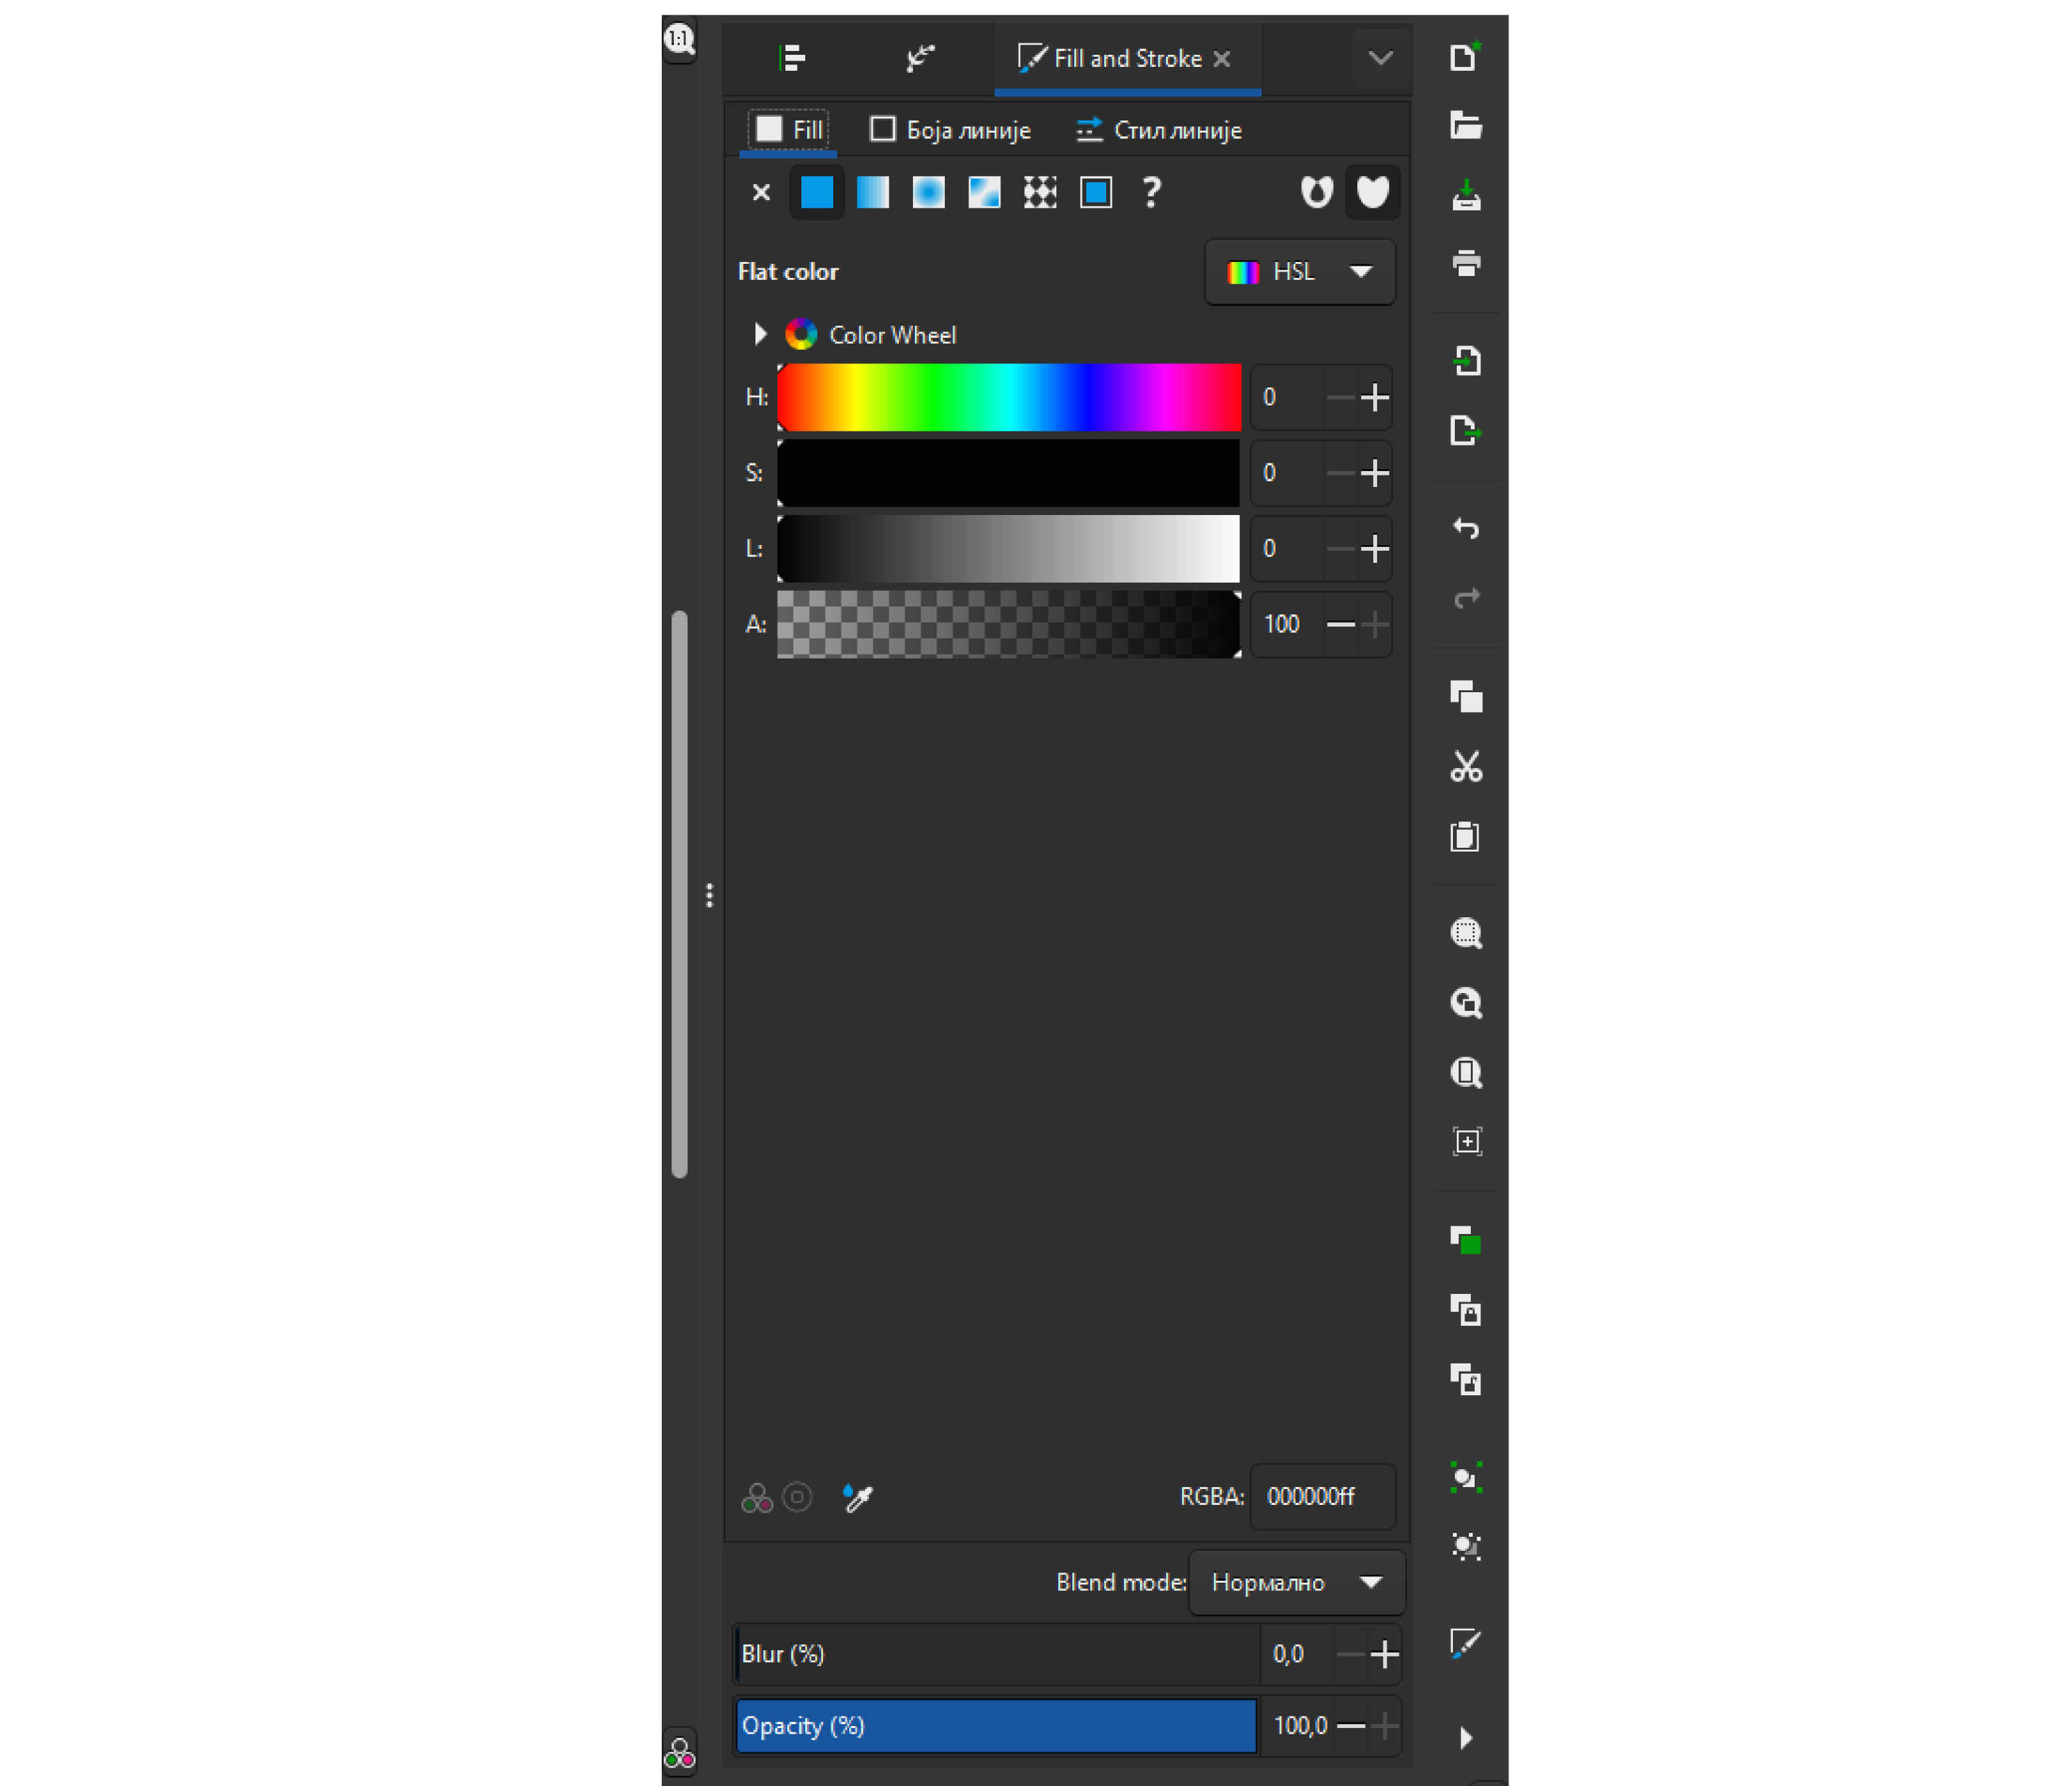 1:1
Fill and Stroke
Fill Боја линије Стил линије
?
Flat color HSL
Color Wheel
H: 0
S: 0
L: 0
A: 100
RGBA: 000000ff
Blend mode: Нормално
Blur (%) 0,0
Opacity (%) 100,0